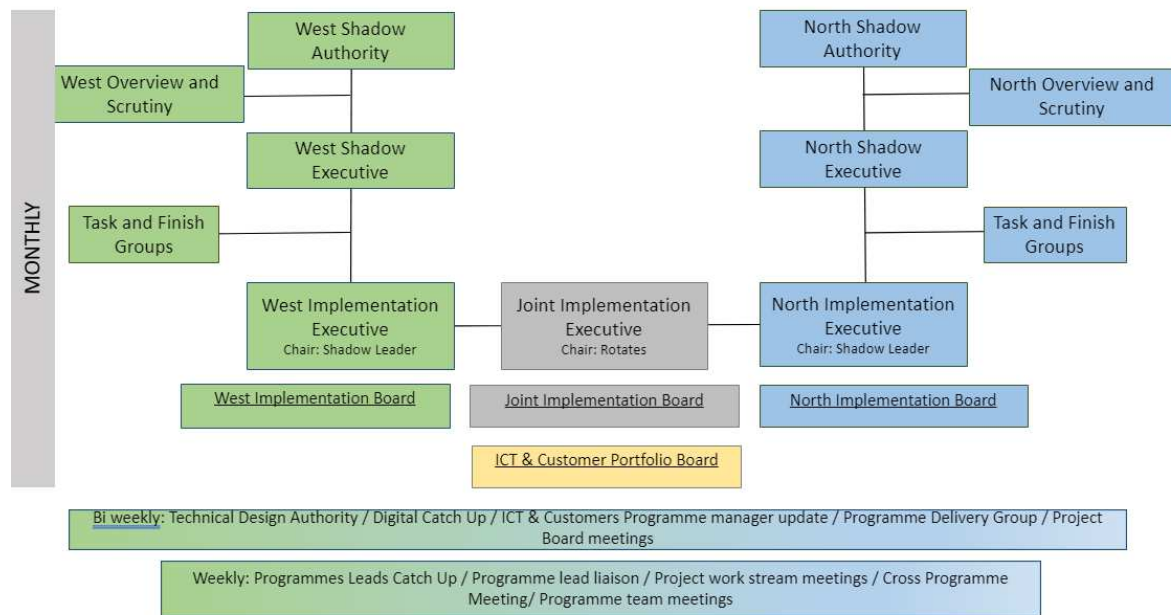 MONTHLY
West Shadow
Authority
North Shadow
Authority
West Overview and
Scrutiny
North Overview and
Scrutiny
West Shadow
Executive
North Shadow
Executive
Task and Finish
Groups
Task and Finish
Groups
West Implementation
Executive
Chair: Shadow Leader
Joint Implementation
Executive
Chair: Rotates
North Implementation
Executive
Chair: Shadow Leader
West Implementation Board
Joint Implementation Board
North Implementation Board
ICT & Customer Portfolio Board
Bi weekly: Technical Design Authority / Digital Catch Up / ICT & Customers Programme manager update / Programme Delivery Group / Project
Board meetings
Weekly: Programmes Leads Catch Up / Programme lead liaison / Project work stream meetings / Cross Programme
Meeting/ Programme team meetings